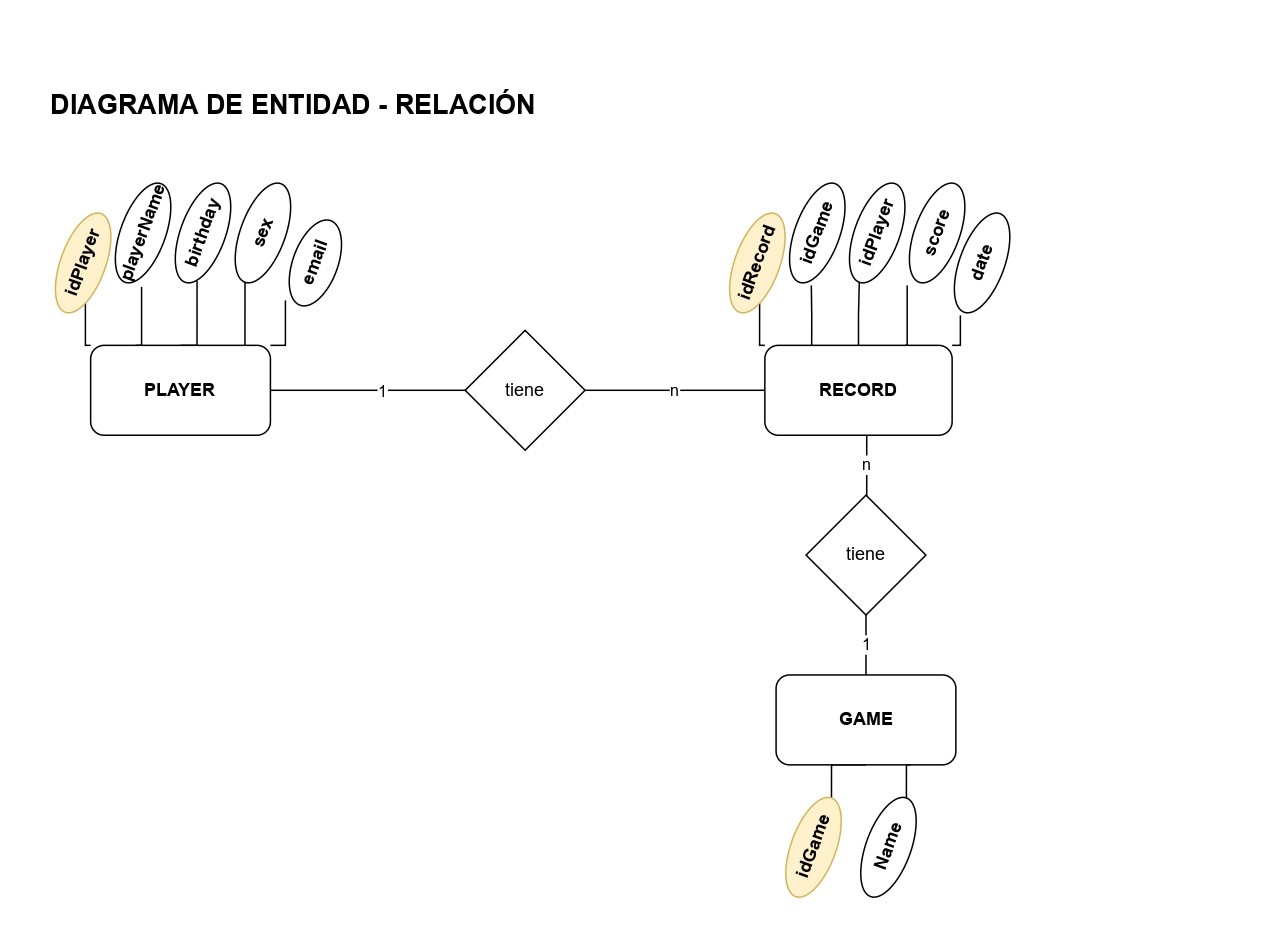 DIAGRAMA DE ENTIDAD - RELACIÓN
idPlayer
playerName
birthday
sex
email
idRecord
idGame
idPlayer
score
date
PLAYER
1
tiene
n
RECORD
n
tiene
1
GAME
idGame
Name